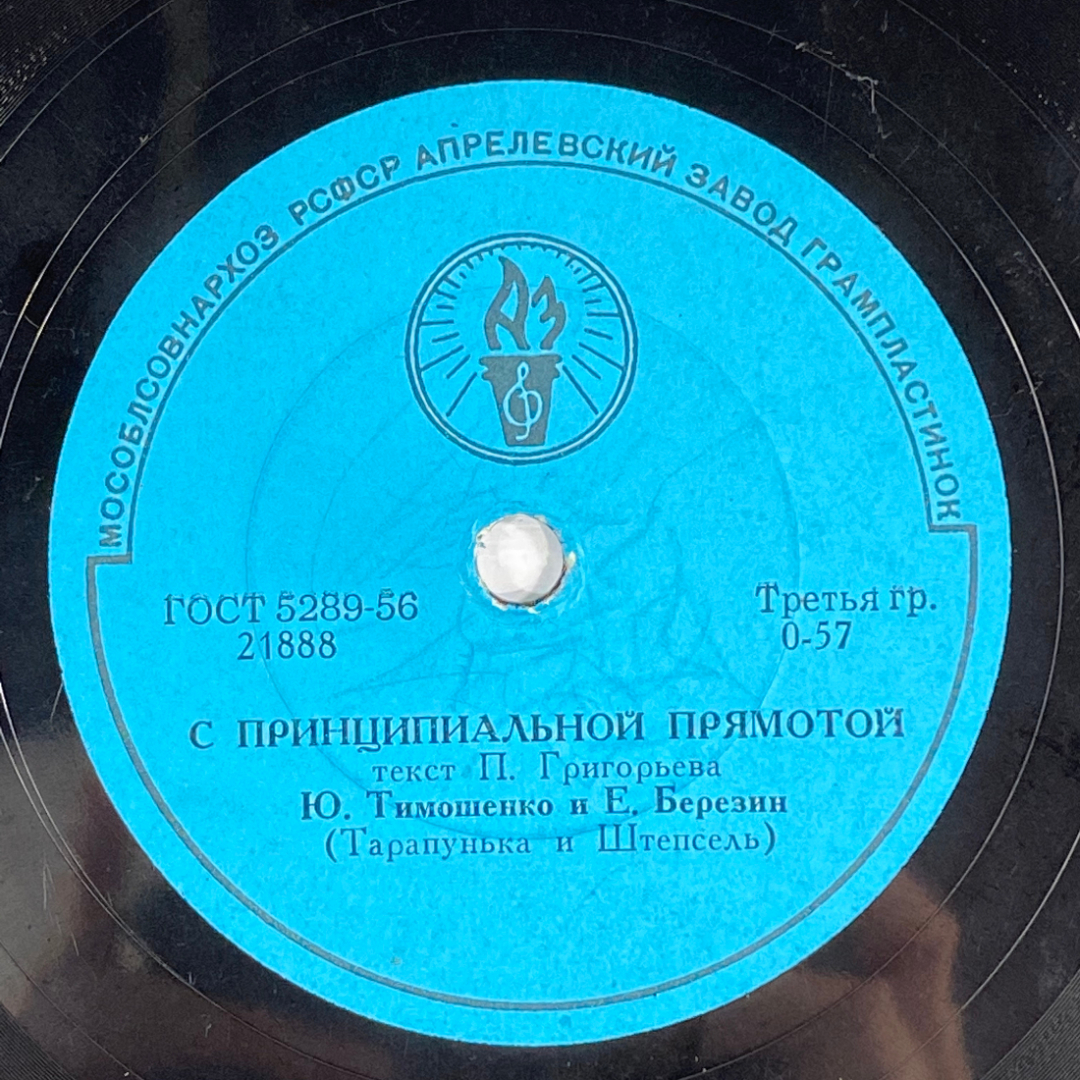 МОСОБЛСОВНАРХОЗ РСФСР АПРЕЛЕВСКИЙ ЗАВОД ГРАМПЛАСТИНОК
АЗ
ГОСТ 5289-56
21888
Третья гр.
0-57
С ПРИНЦИПИАЛЬНОЙ ПРЯМОТОЙ
текст П. Григорьева
Ю. Тимошенко и Е. Березин
(Тарапунька и Штепсель)